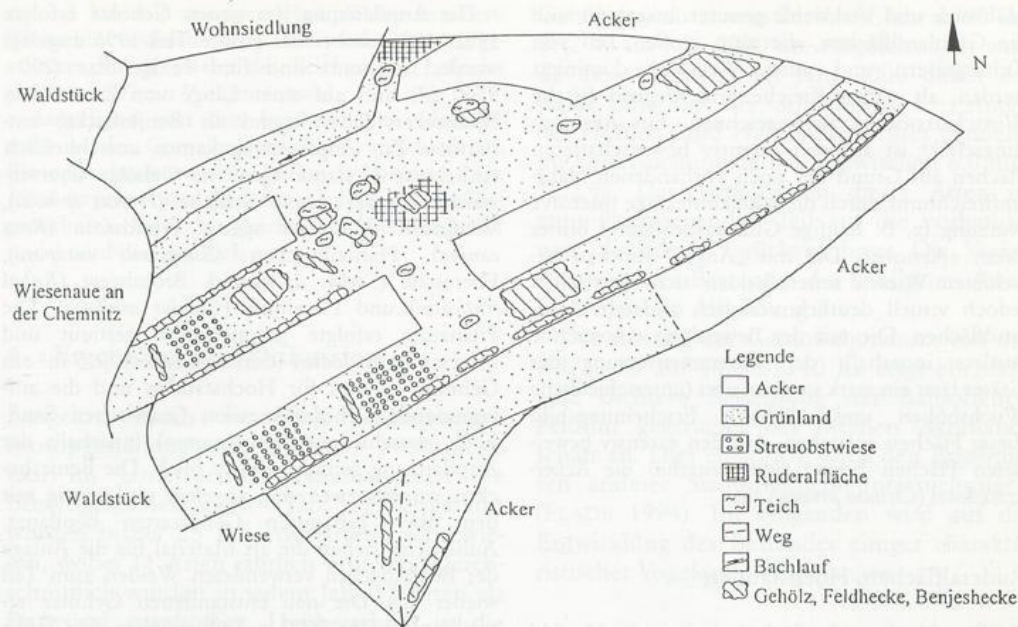 Wohnsiedlung
Acker
N
Waldstück
Acker
Wiesenaue an
der Chemnitz
Legende
Acker
Grünland
Streuobstwiese
Ruderalfläche
Teich
Weg
Bachlauf
Gehölz, Feldhecke, Benjeshecke
Waldstück
Wiese
Acker